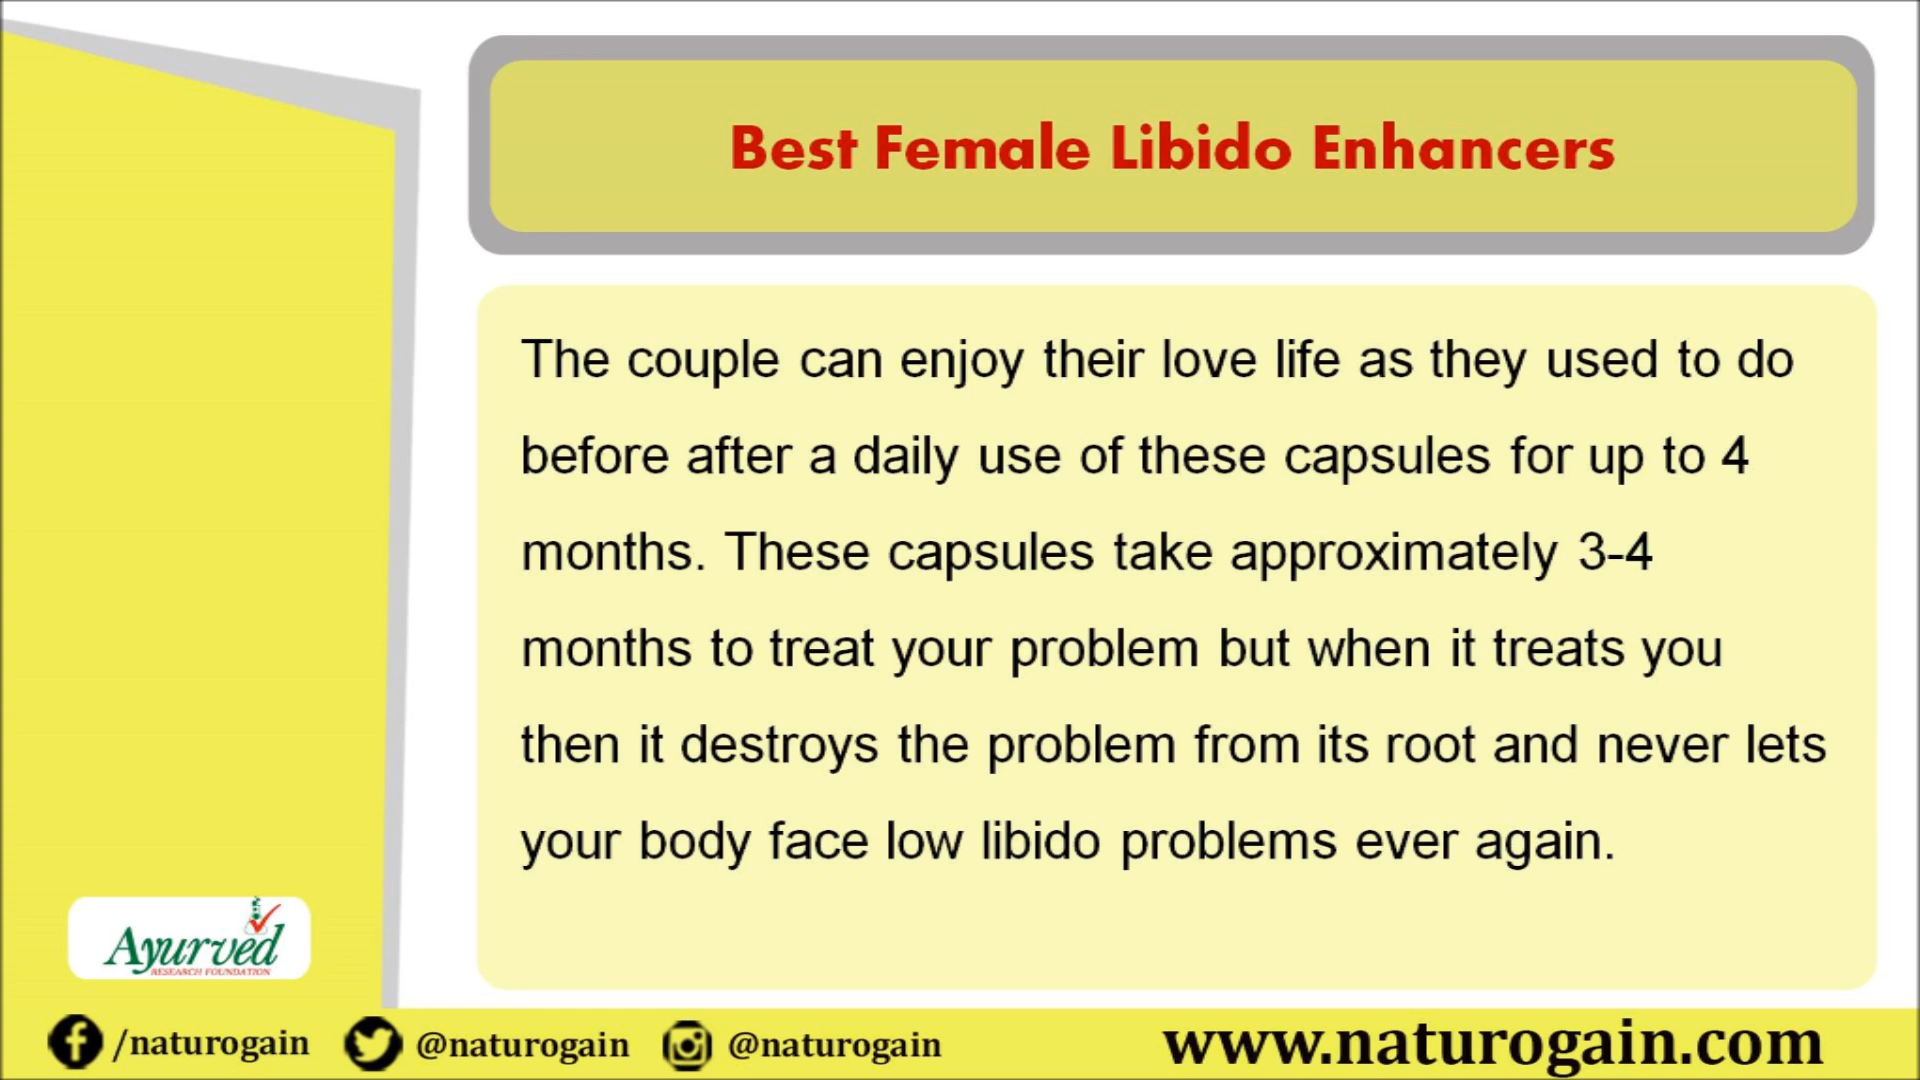 Best Female Libido Enhancers
The couple can enjoy their love life as they used to do
before after a daily use of these capsules for up to 4
months. These capsules take approximately 3-4
months to treat your problem but when it treats you
then it destroys the problem from its root and never lets
your body face low libido problems ever again.
Ayurved
RESEARCH FOUNDATION
/naturogain @naturogain @naturogain www.naturogain.com